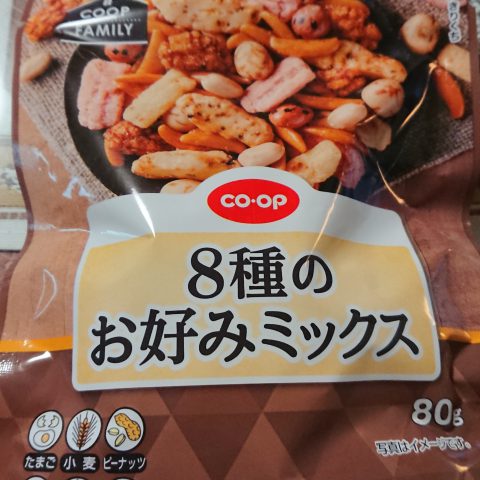 COOP
FAMILY
CO·OP
8種の
お好みミックス
80g
写真はイメージです。
たまご 小麦 ピーナッツ